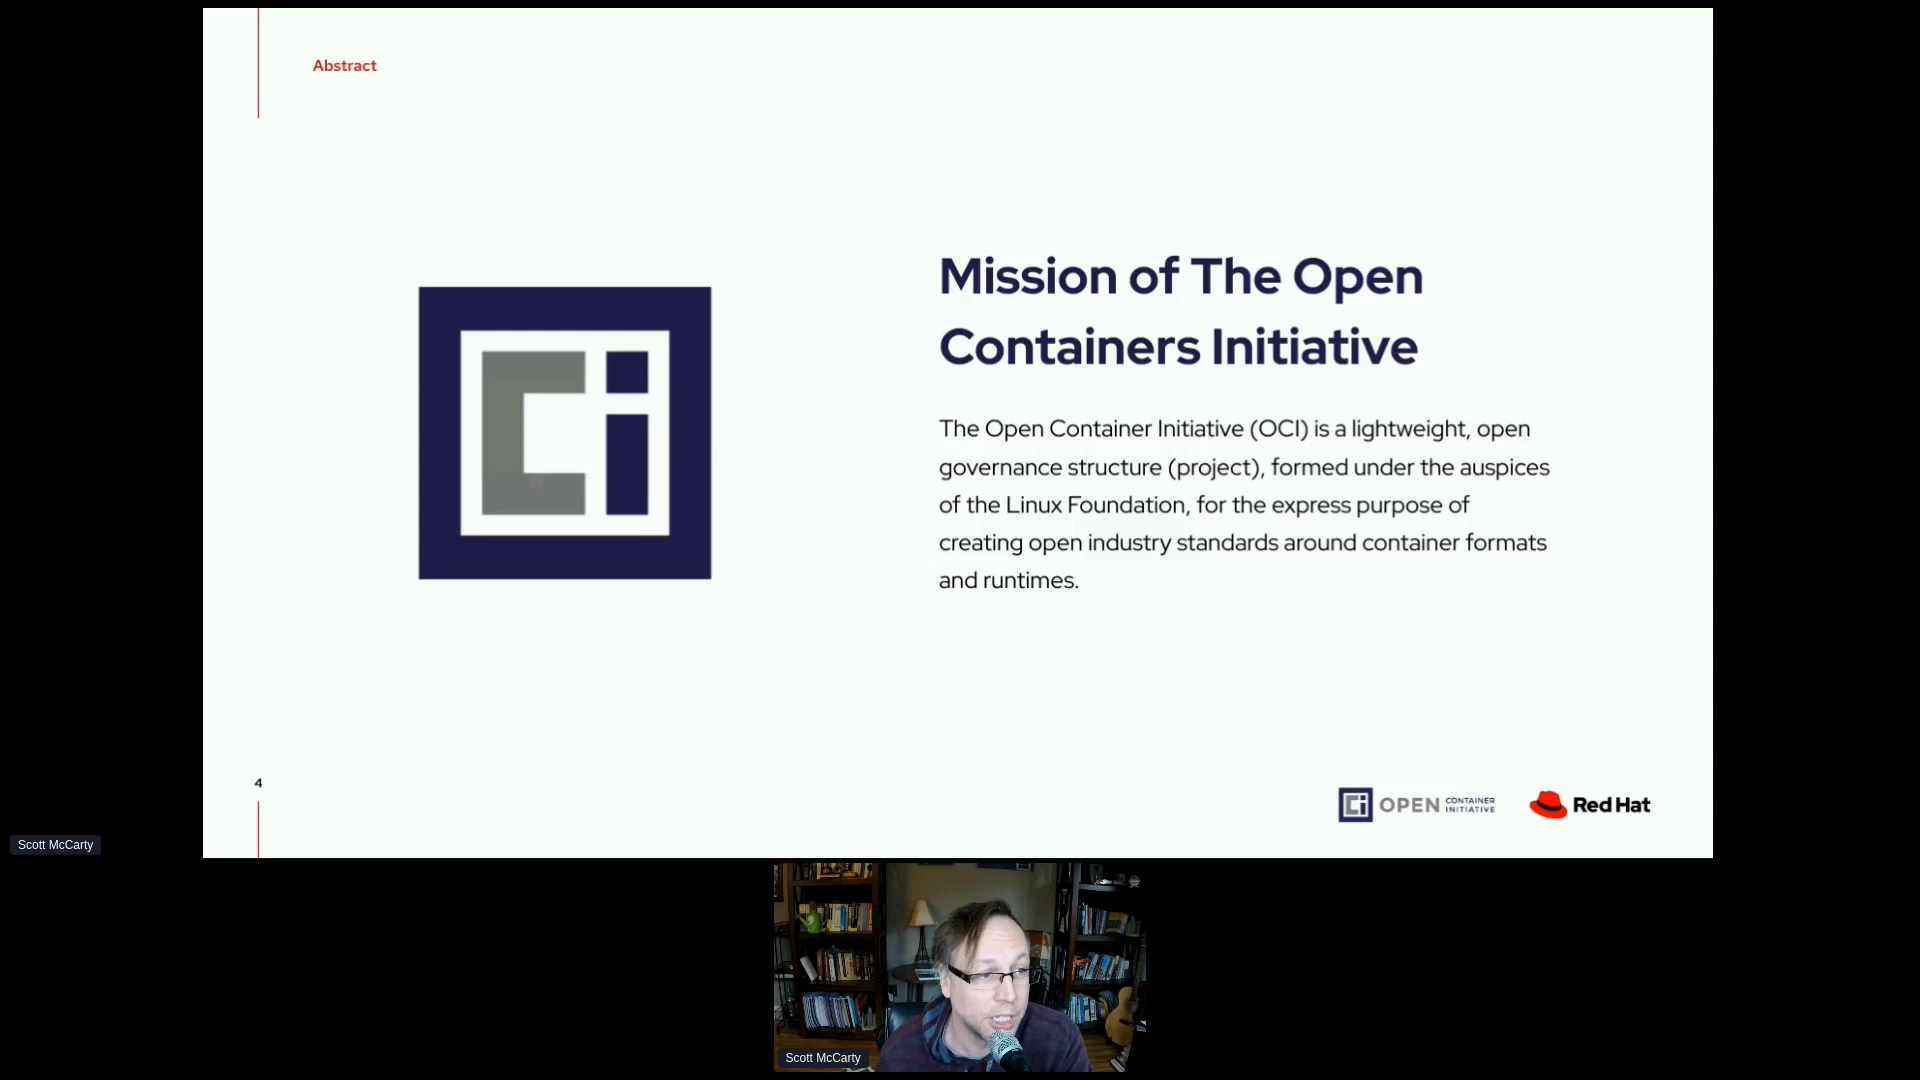 Abstract
Ci
Mission of The Open
Containers Initiative
The Open Container Initiative (OCI) is a lightweight, open
governance structure (project), formed under the auspices
of the Linux Foundation, for the express purpose of
creating open industry standards around container formats
and runtimes.
4
Ci OPEN CONTAINER
INITIATIVE
Red Hat
Scott McCarty
Scott McCarty